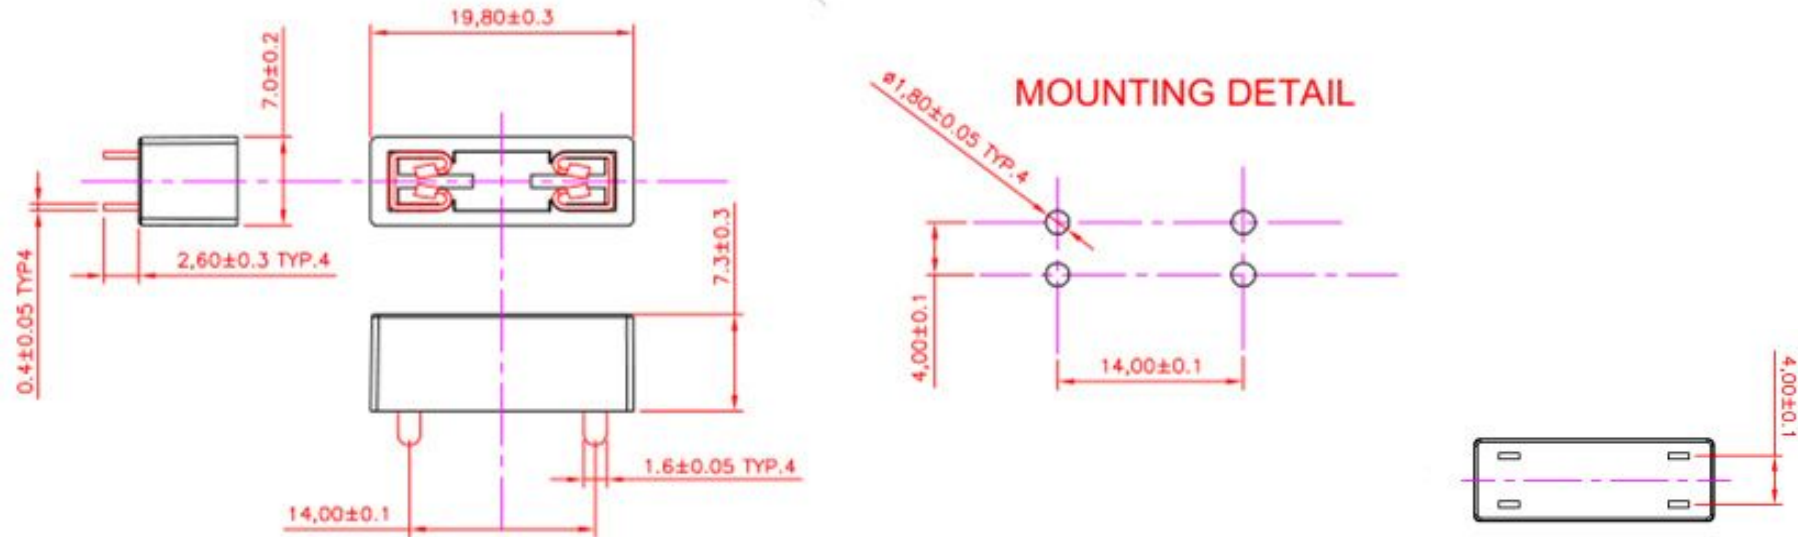 19,80±0.3
7.0±0.2
MOUNTING DETAIL
ø1,80±0.05 TYP.4
2,60±0.3 TYP.4
0.4±0.05 TYP4
7.3±0.3
4,00±0.1
14,00±0.1
1.6±0.05 TYP.4
14,00±0.1
4,00±0.1